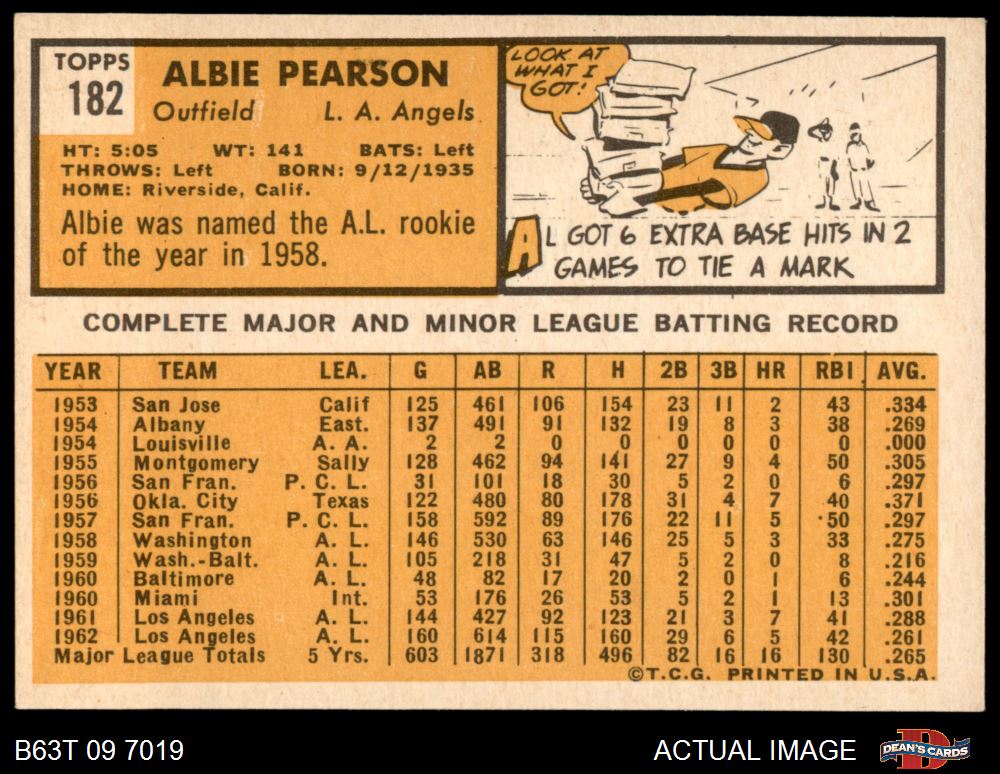 TOPPS
182
ALBIE PEARSON
Outfield L. A. Angels
HT: 5:05 WT: 141 BATS: Left
THROWS: Left BORN: 9/12/1935
HOME: Riverside, Calif.
Albie was named the A.L. rookie
of the year in 1958.
LOOK AT
WHAT I
GOT!
AL GOT 6 EXTRA BASE HITS IN 2
GAMES TO TIE A MARK
COMPLETE MAJOR AND MINOR LEAGUE BATTING RECORD
YEAR TEAM LEA. G AB R H 2B 3B HR RBI AVG.
1953 San Jose Calif 125 461 106 154 23 11 2 43 .334
1954 Albany East. 137 491 91 132 19 8 3 38 .269
1954 Louisville A. A. 2 2 0 0 0 0 0 0 .000
1955 Montgomery Sally 128 462 94 141 27 9 4 50 .305
1956 San Fran. P. C. L. 31 101 18 30 5 2 0 6 .297
1956 Okla. City Texas 122 480 80 178 31 4 7 40 .371
1957 San Fran. P. C. L. 158 592 89 176 22 11 5 50 .297
1958 Washington A. L. 146 530 63 146 25 5 3 33 .275
1959 Wash.-Balt. A. L. 105 218 31 47 5 2 0 8 .216
1960 Baltimore A. L. 48 82 17 20 2 0 1 6 .244
1960 Miami Int. 53 176 26 53 5 2 1 13 .301
1961 Los Angeles A. L. 144 427 92 123 21 3 7 41 .288
1962 Los Angeles A. L. 160 614 115 160 29 6 5 42 .261
Major League Totals 5 Yrs. 603 1871 318 496 82 16 16 130 .265
©T.C.G. PRINTED IN U.S.A.
B63T 09 7019 ACTUAL IMAGE DEAN'S CARDS